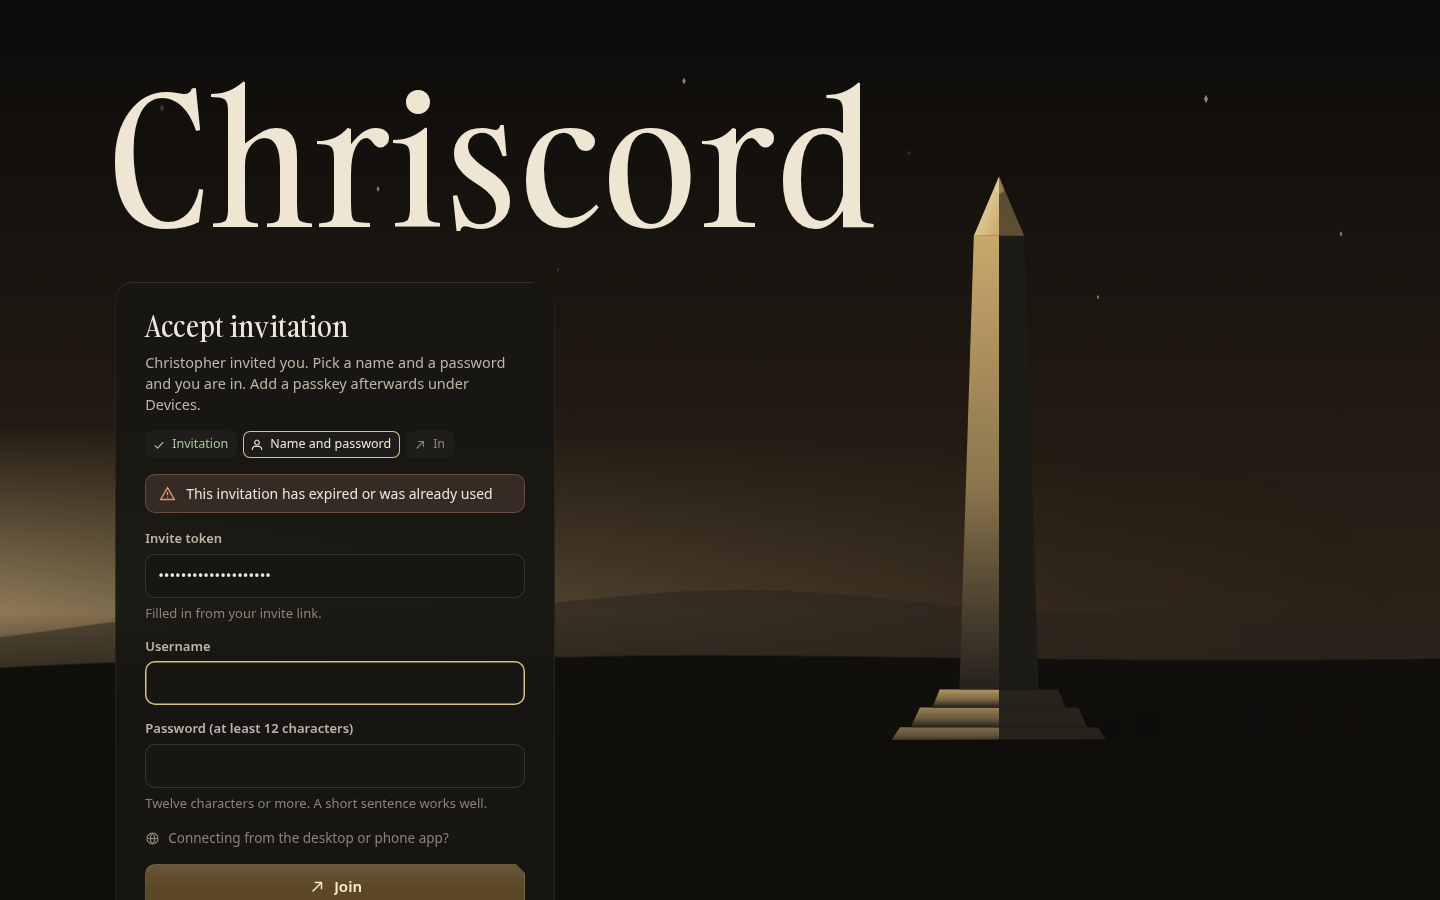 Chriscord
Accept invitation
Christopher invited you. Pick a name and a password
and you are in. Add a passkey afterwards under
Devices.
Invitation
Name and password
In
This invitation has expired or was already used
Invite token
•••••••••••••••••••
Filled in from your invite link.
Username
Password (at least 12 characters)
Twelve characters or more. A short sentence works well.
Connecting from the desktop or phone app?
Join